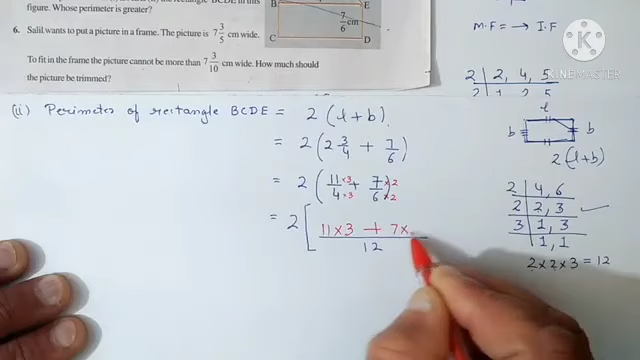 figure. Whose perimeter is greater?
B
E
7/6 cm
C
D
6. Salil wants to put a picture in a frame. The picture is 7 3/5 cm wide.
To fit in the frame the picture cannot be more than 7 3/10 cm wide. How much should
the picture be trimmed?
M.F = → I.F
KINEMASTER
2 | 2, 4, 5
(ii) Perimeter of rectangle BCDE = 2 (l + b).
= 2 (2 3/4 + 7/6)
= 2 (11/4 ×3/×3 + 7/6 ×2/×2)
= 2 [ 11×3 + 7× / 12
l
b
b
2(l+b)
2 | 4, 6
2 | 2, 3
3 | 1, 3
1, 1
2×2×3 = 12